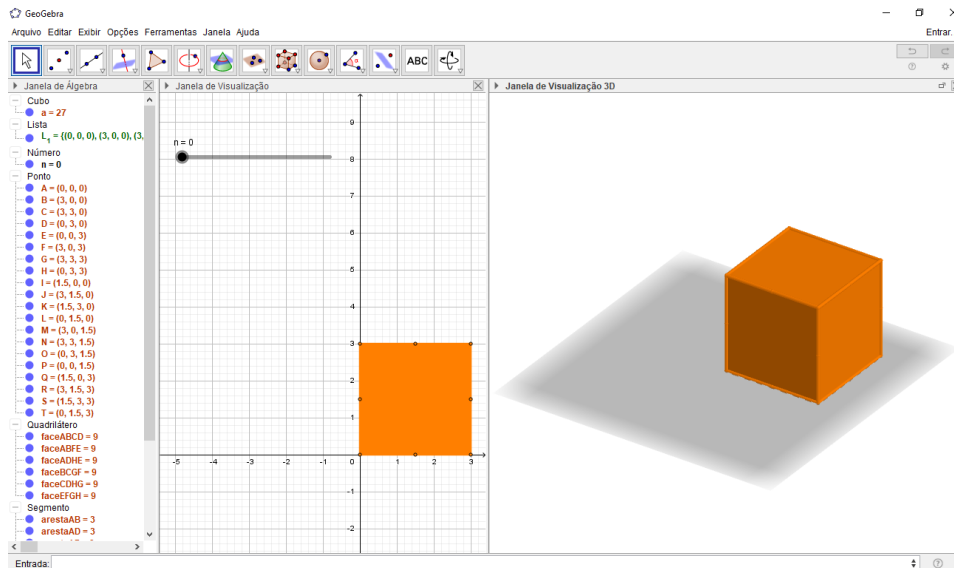 GeoGebra
Arquivo Editar Exibir Opções Ferramentas Janela Ajuda
Entrar.
ABC
Janela de Álgebra
Cubo
a = 27
Lista
L1 = {(0, 0, 0), (3, 0, 0), (3,
Número
n = 0
Ponto
A = (0, 0, 0)
B = (3, 0, 0)
C = (3, 3, 0)
D = (0, 3, 0)
E = (0, 0, 3)
F = (3, 0, 3)
G = (3, 3, 3)
H = (0, 3, 3)
I = (1.5, 0, 0)
J = (3, 1.5, 0)
K = (1.5, 3, 0)
L = (0, 1.5, 0)
M = (3, 0, 1.5)
N = (3, 3, 1.5)
O = (0, 3, 1.5)
P = (0, 0, 1.5)
Q = (1.5, 0, 3)
R = (3, 1.5, 3)
S = (1.5, 3, 3)
T = (0, 1.5, 3)
Quadrilátero
faceABCD = 9
faceABFE = 9
faceADHE = 9
faceBCGF = 9
faceCDHG = 9
faceEFGH = 9
Segmento
arestaAB = 3
arestaAD = 3
Janela de Visualização
n = 0
9
8
7
6
5
4
3
2
1
-5 -4 -3 -2 -1 0 1 2 3
-1
-2
Janela de Visualização 3D
Entrada: